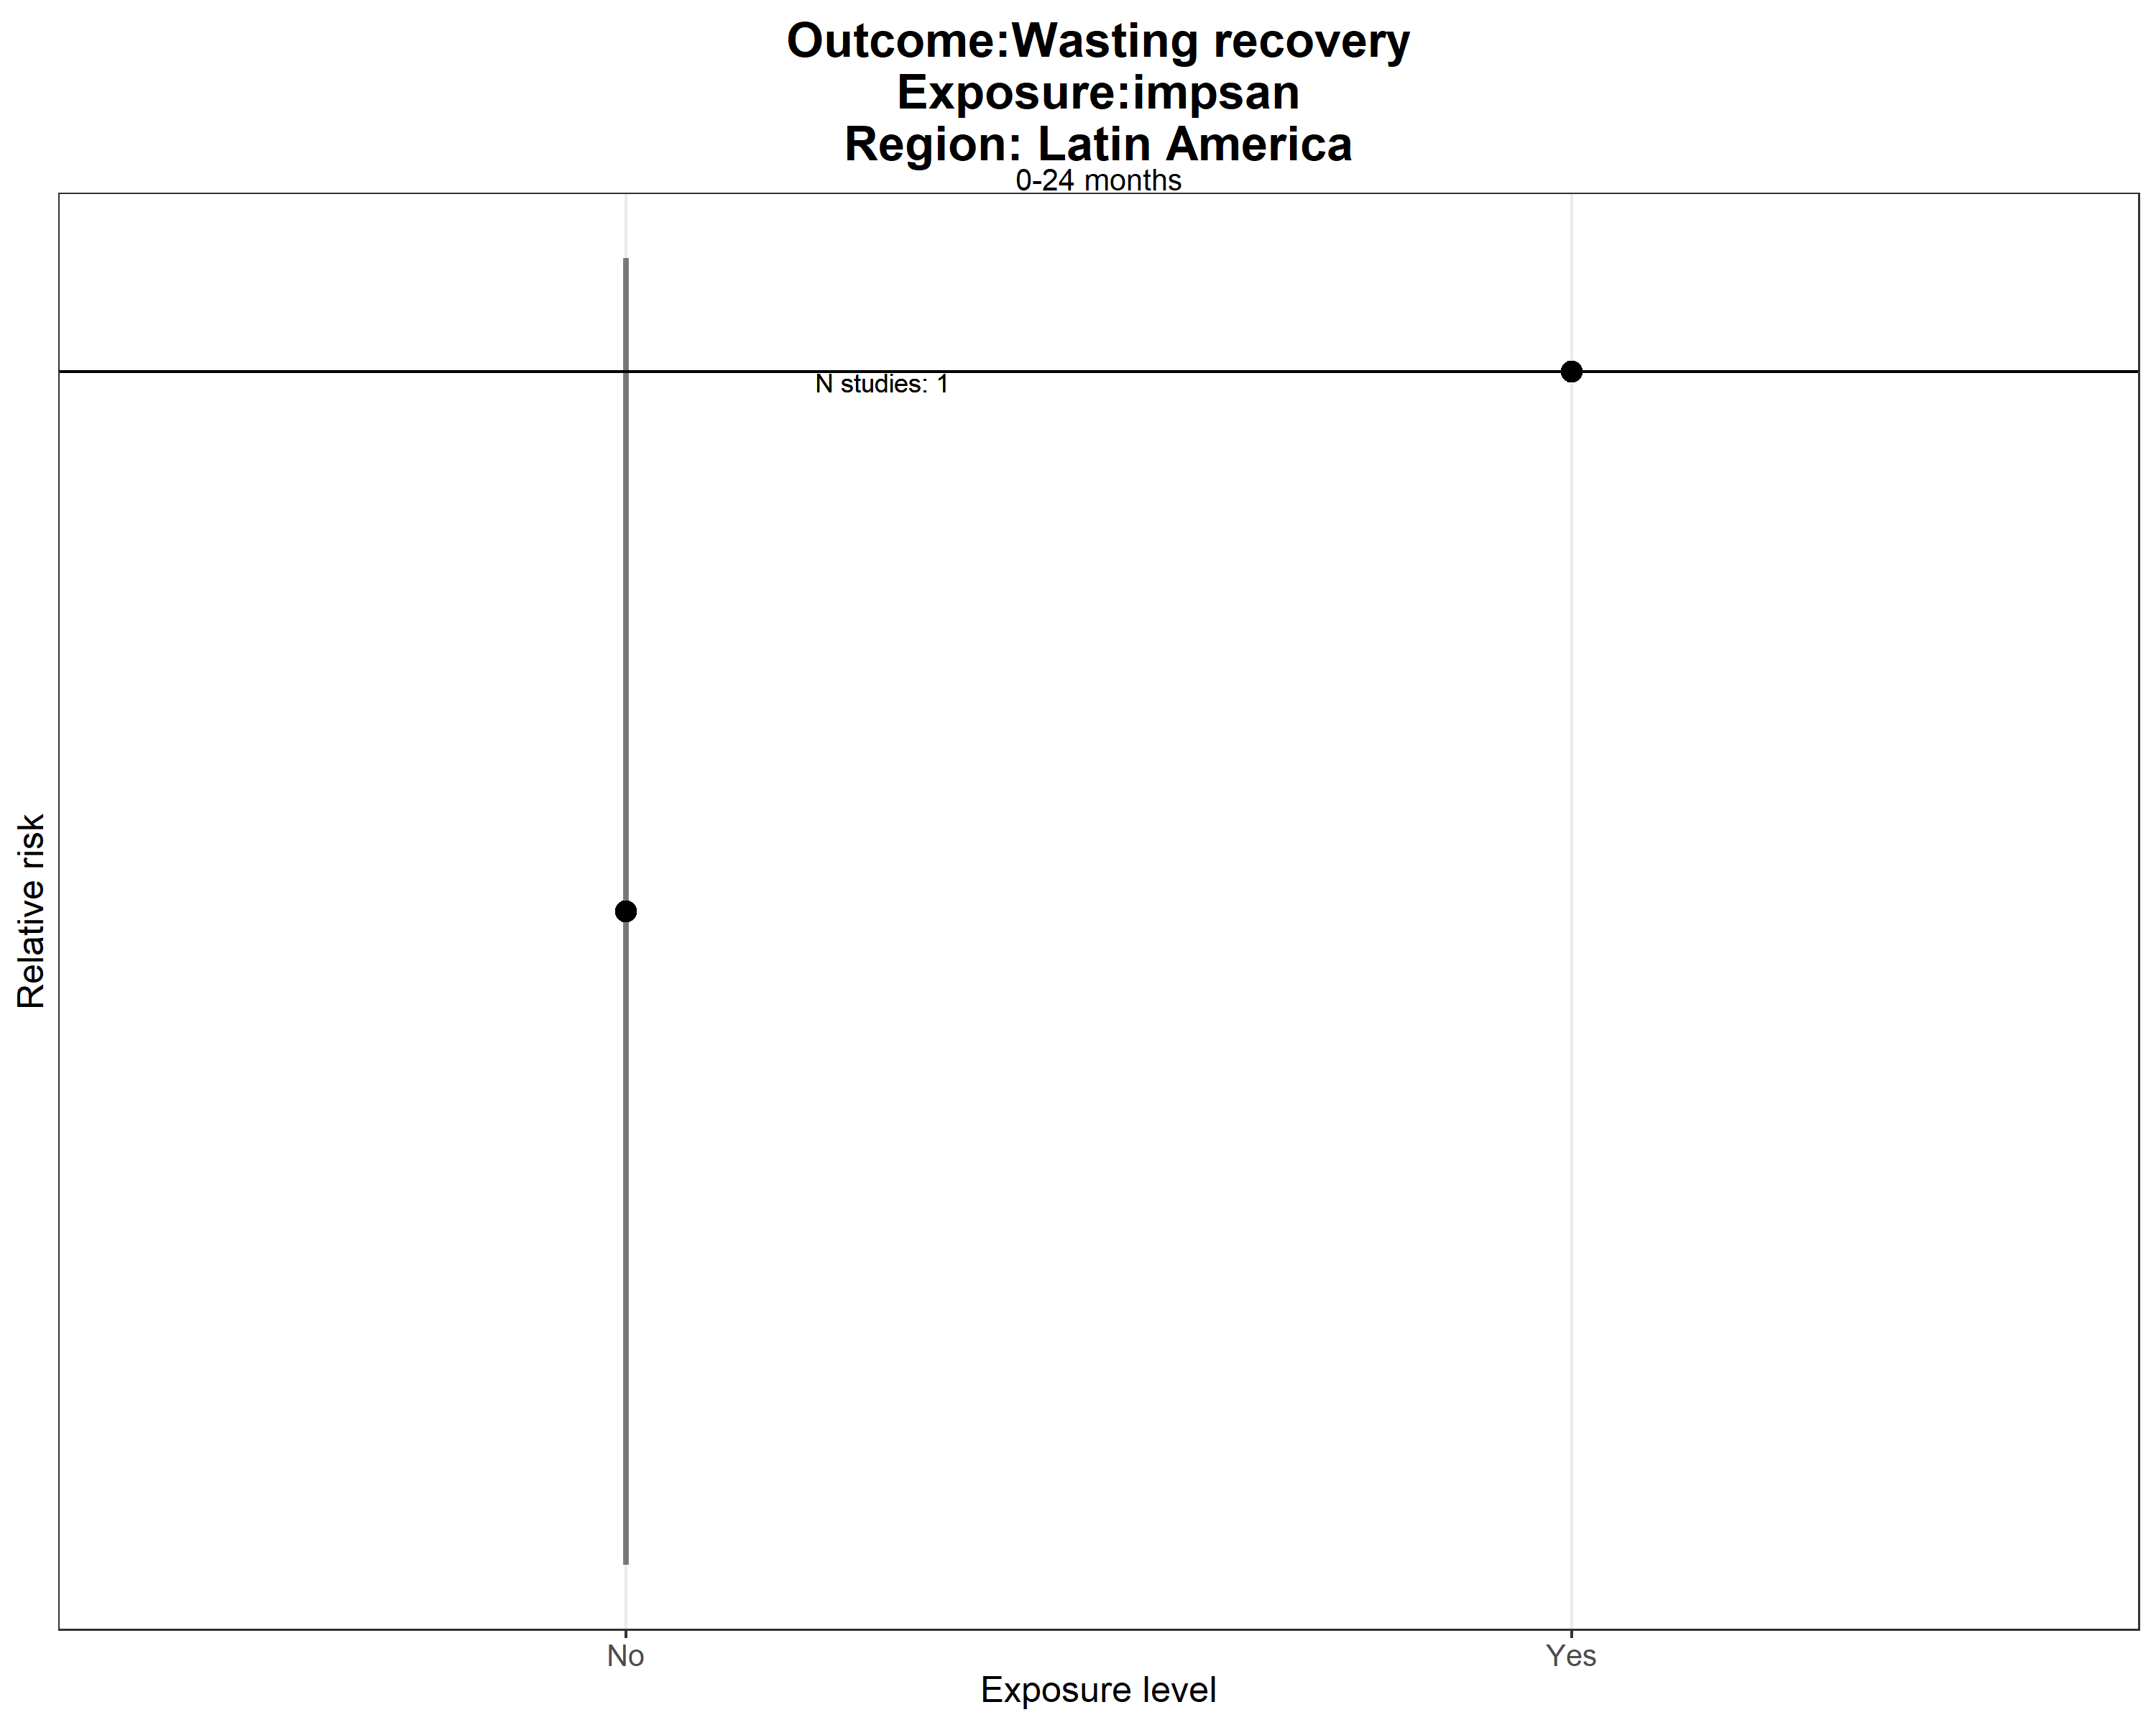 Outcome:Wasting recovery
Exposure:impsan
Region: Latin America
0-24 months
N studies: 1
Relative risk
No
Yes
Exposure level